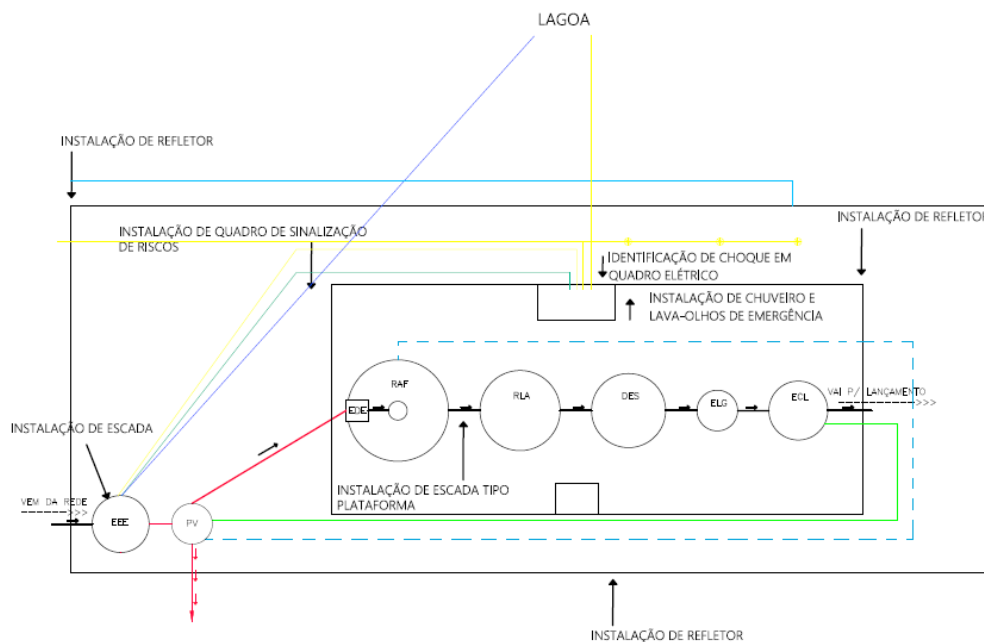 LAGOA
INSTALAÇÃO DE REFLETOR
INSTALAÇÃO DE REFLETOR
INSTALAÇÃO DE QUADRO DE SINALIZAÇÃO
DE RISCOS
IDENTIFICAÇÃO DE CHOQUE EM
QUADRO ELÉTRICO
INSTALAÇÃO DE CHUVEIRO E
LAVA-OLHOS DE EMERGÊNCIA
RAF
RLA
DES
ELG
ECL
VAI P/ LANÇAMENTO
>>>
EDE
INSTALAÇÃO DE ESCADA
INSTALAÇÃO DE ESCADA TIPO
PLATAFORMA
VEM DA REDE
>>>
EEE
PV
INSTALAÇÃO DE REFLETOR